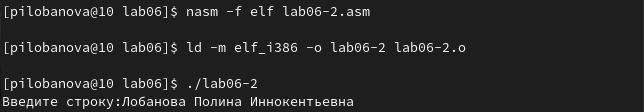 [pilobanova@10 lab06]$ nasm -f elf lab06-2.asm
[pilobanova@10 lab06]$ ld -m elf_i386 -o lab06-2 lab06-2.o
[pilobanova@10 lab06]$ ./lab06-2
Введите строку:Лобанова Полина Иннокентьевна